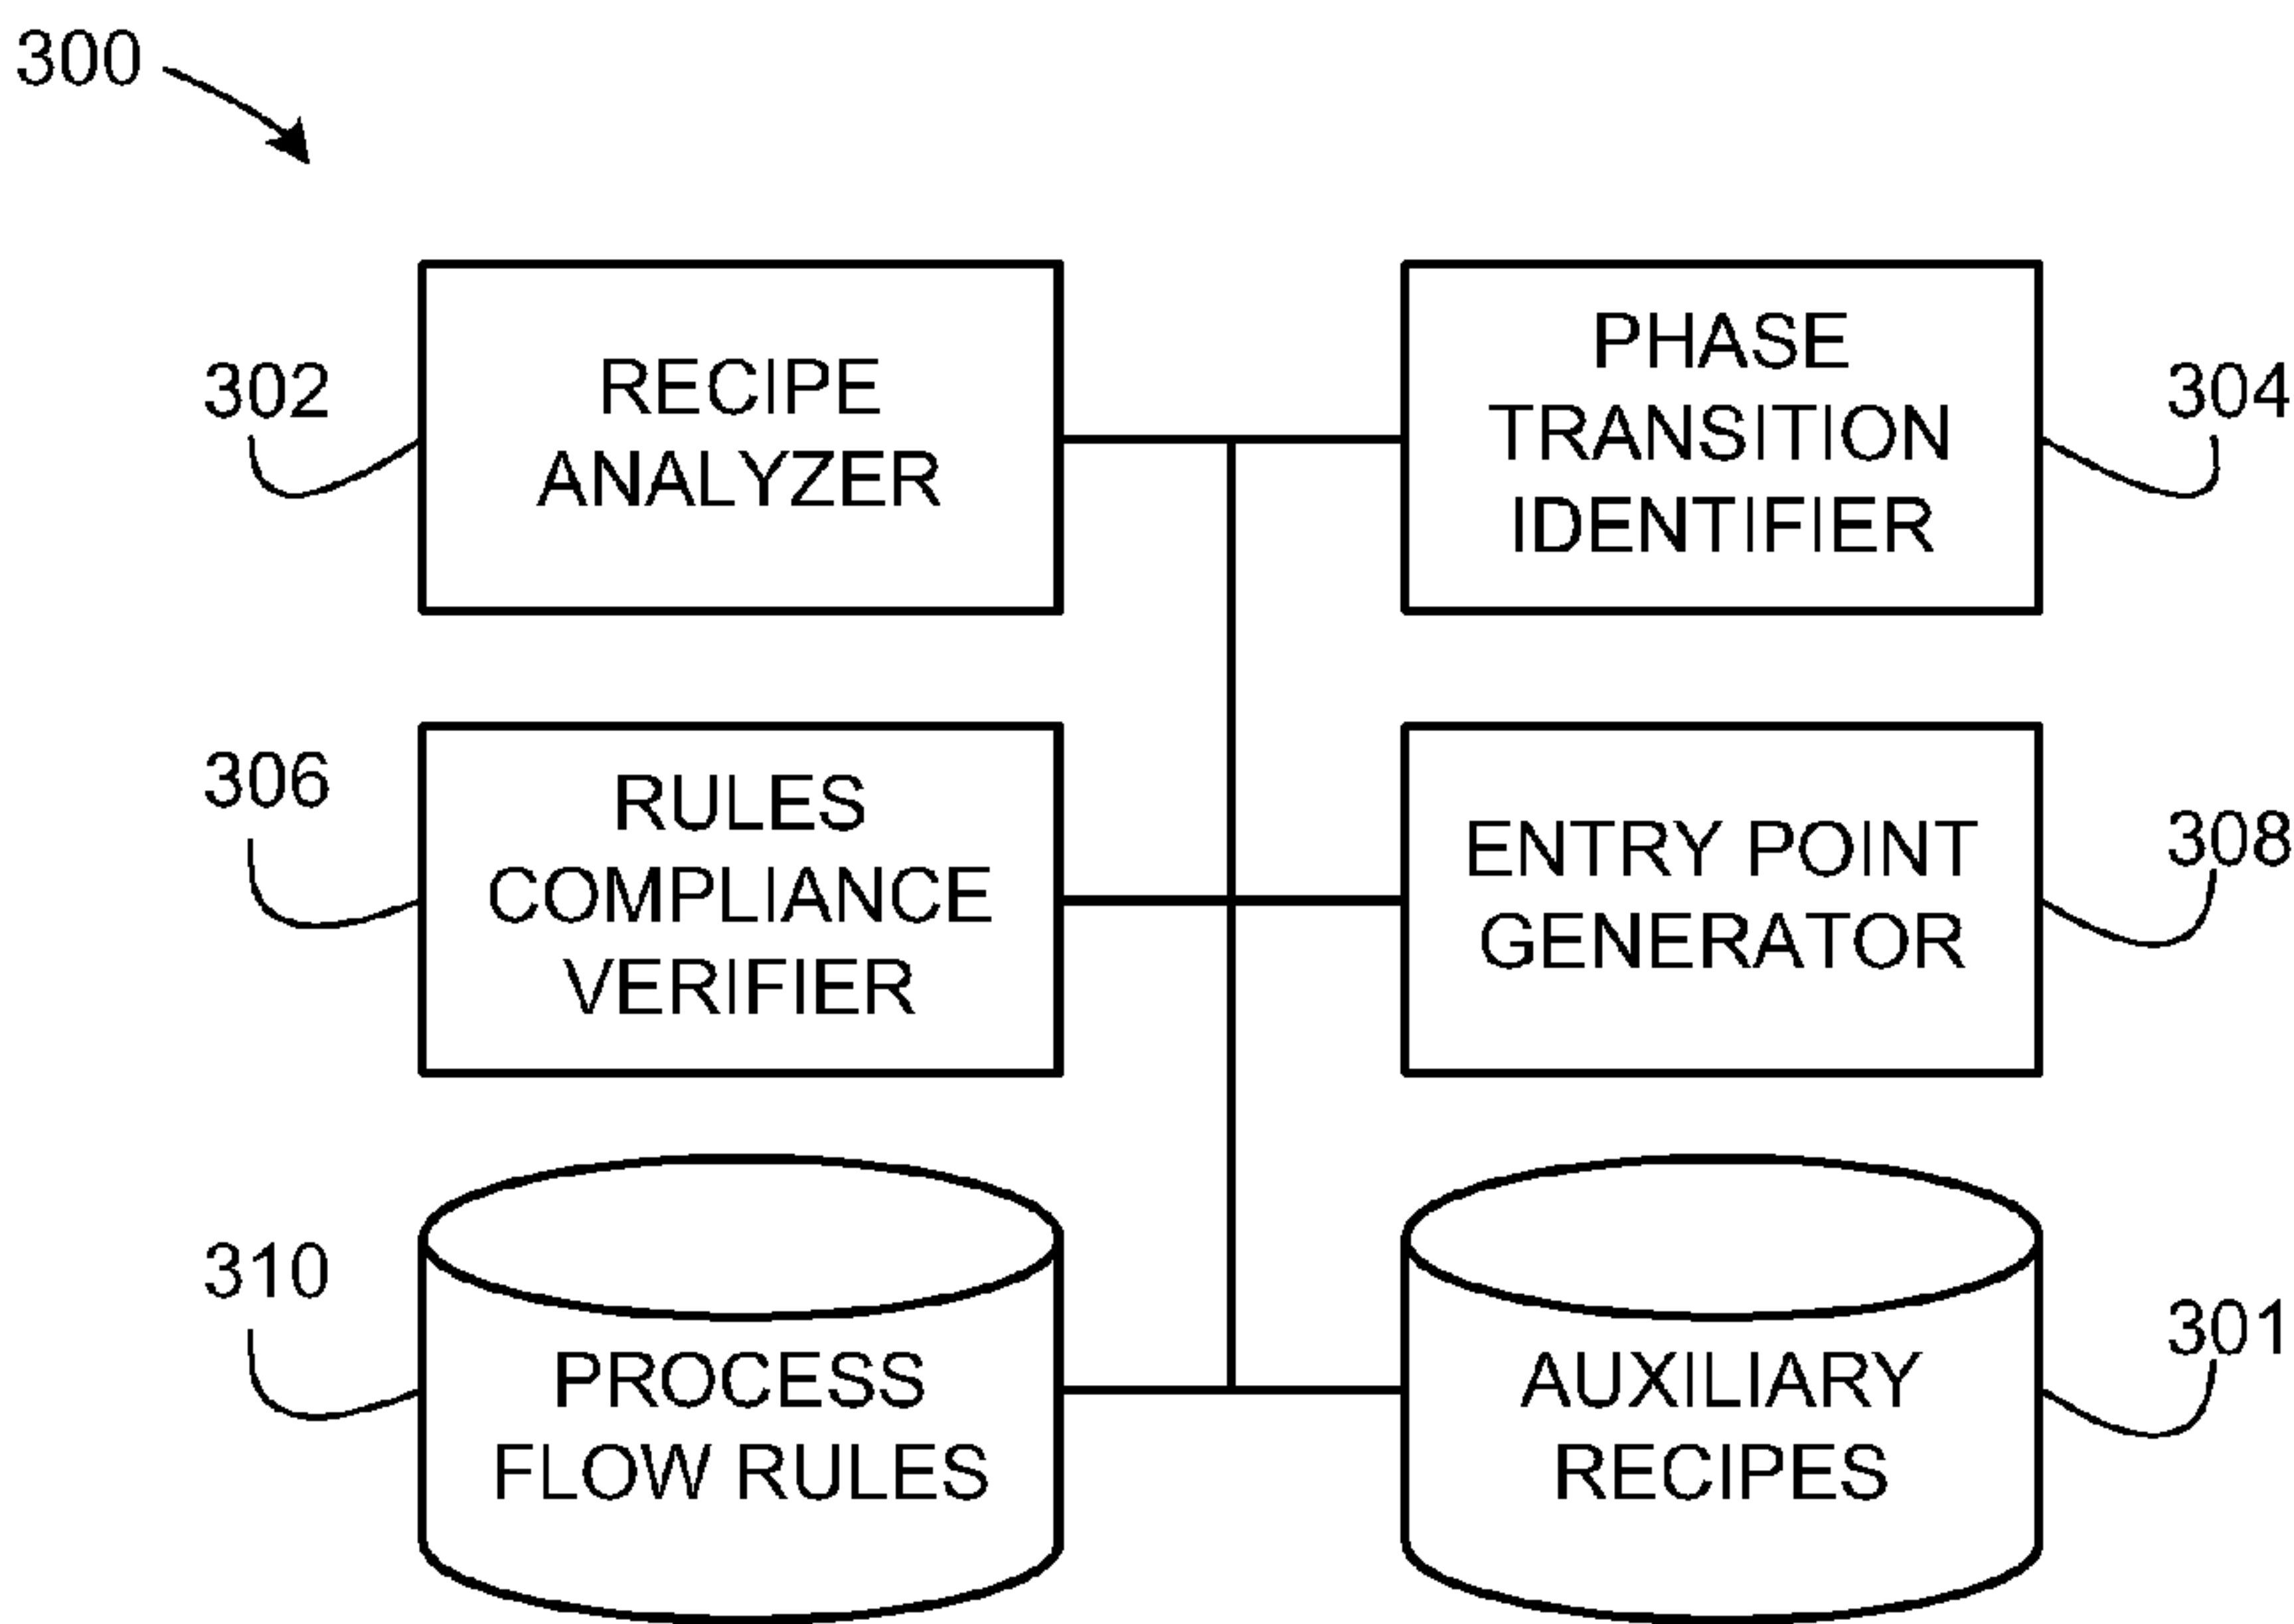 300
302
RECIPE
ANALYZER
PHASE
TRANSITION
IDENTIFIER
304
306
RULES
COMPLIANCE
VERIFIER
ENTRY POINT
GENERATOR
308
310
PROCESS
FLOW RULES
AUXILIARY
RECIPES
301